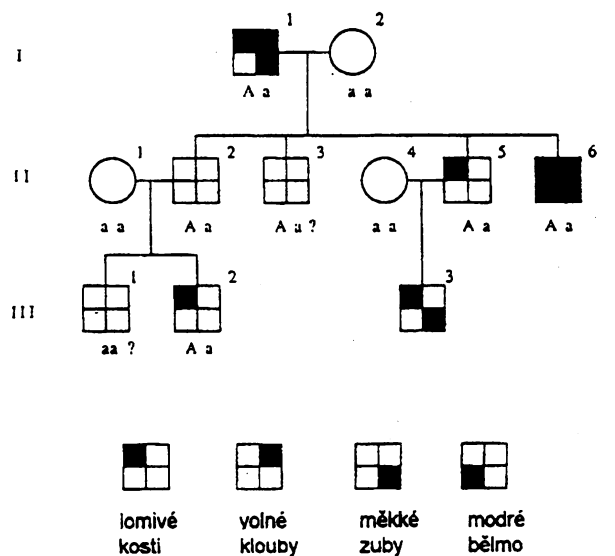 1 2
I
A a a a
1 2 3 4 5 6
II
a a A a A a ? a a A a A a
1 2 3
III
aa ? A a
lomivé volné měkké modré
kosti klouby zuby bělmo